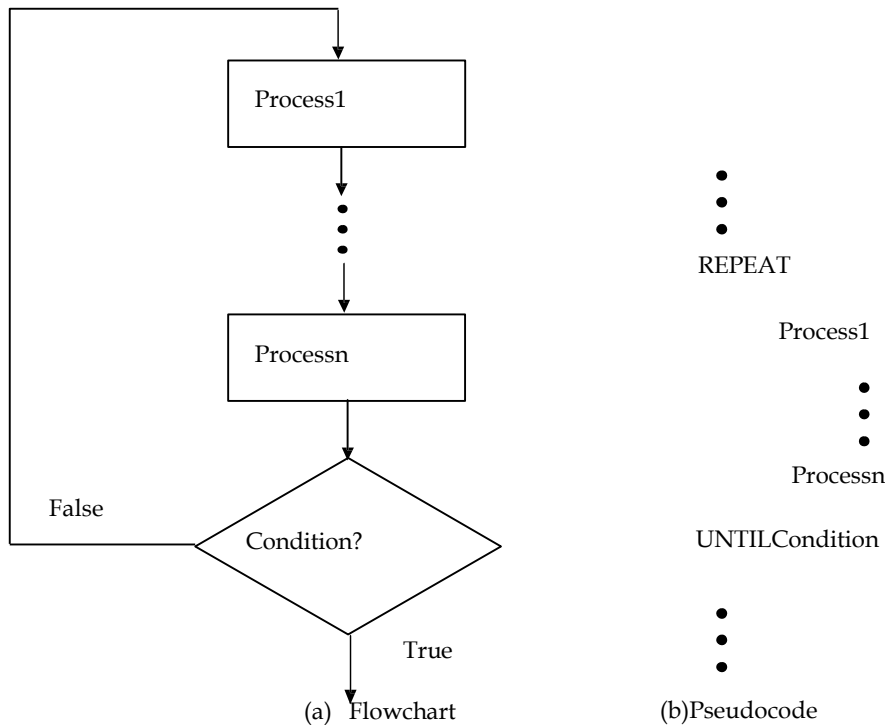 Process1
Processn
False
Condition?
True
(a) Flowchart
REPEAT
Process1
Processn
UNTILCondition
(b)Pseudocode